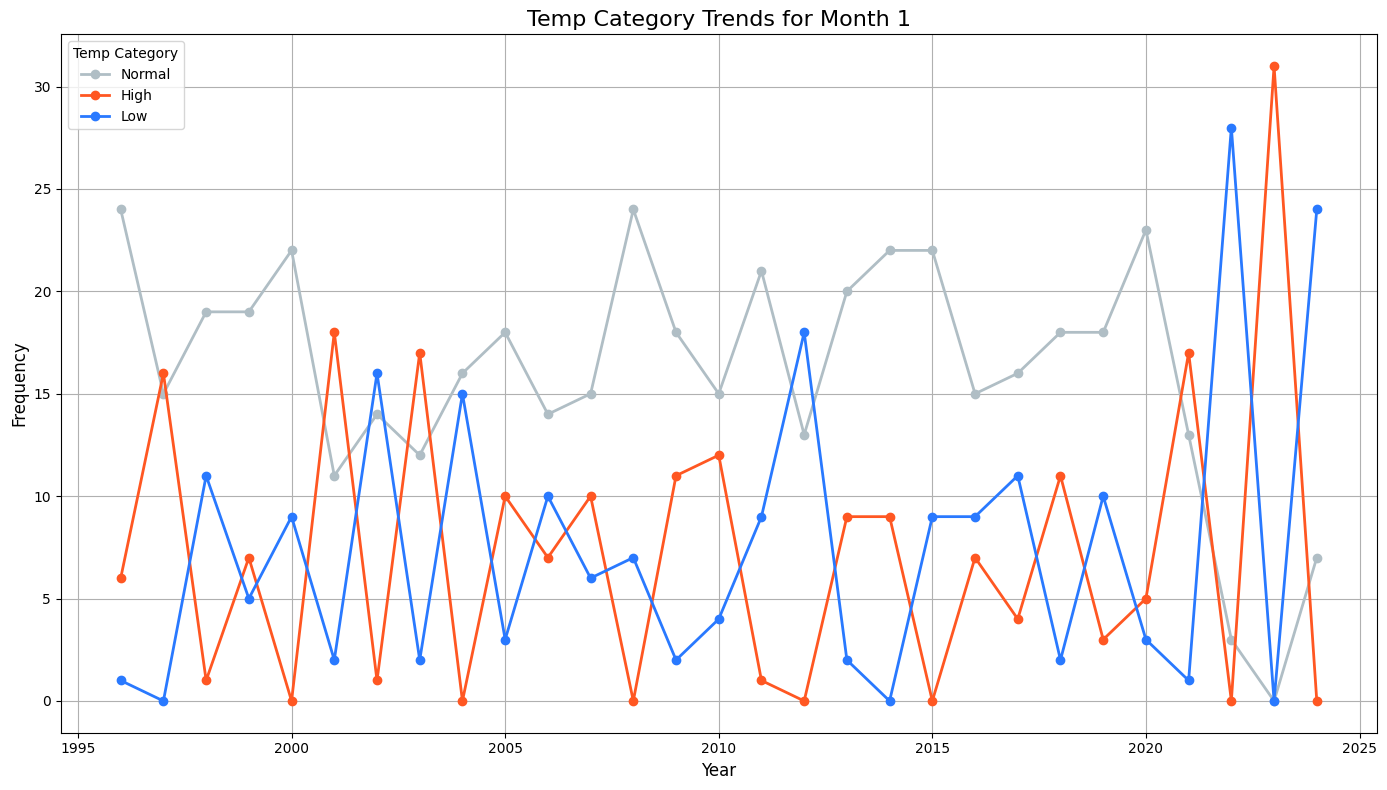 Temp Category Trends for Month 1
Temp Category
Normal
High
Low
Frequency
30
25
20
15
10
5
0
1995 2000 2005 2010 2015 2020 2025
Year